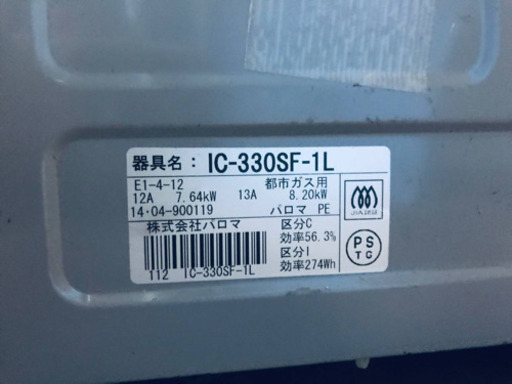 器具名: IC-330SF-1L
E1-4-12 都市ガス用
12A 7.64kW 13A 8.20kW
14・04-900119 パロマ PE
株式会社パロマ 区分C
効率56.3%
区分I
効率274Wh
112 IC-330SF-1L
PS
TG